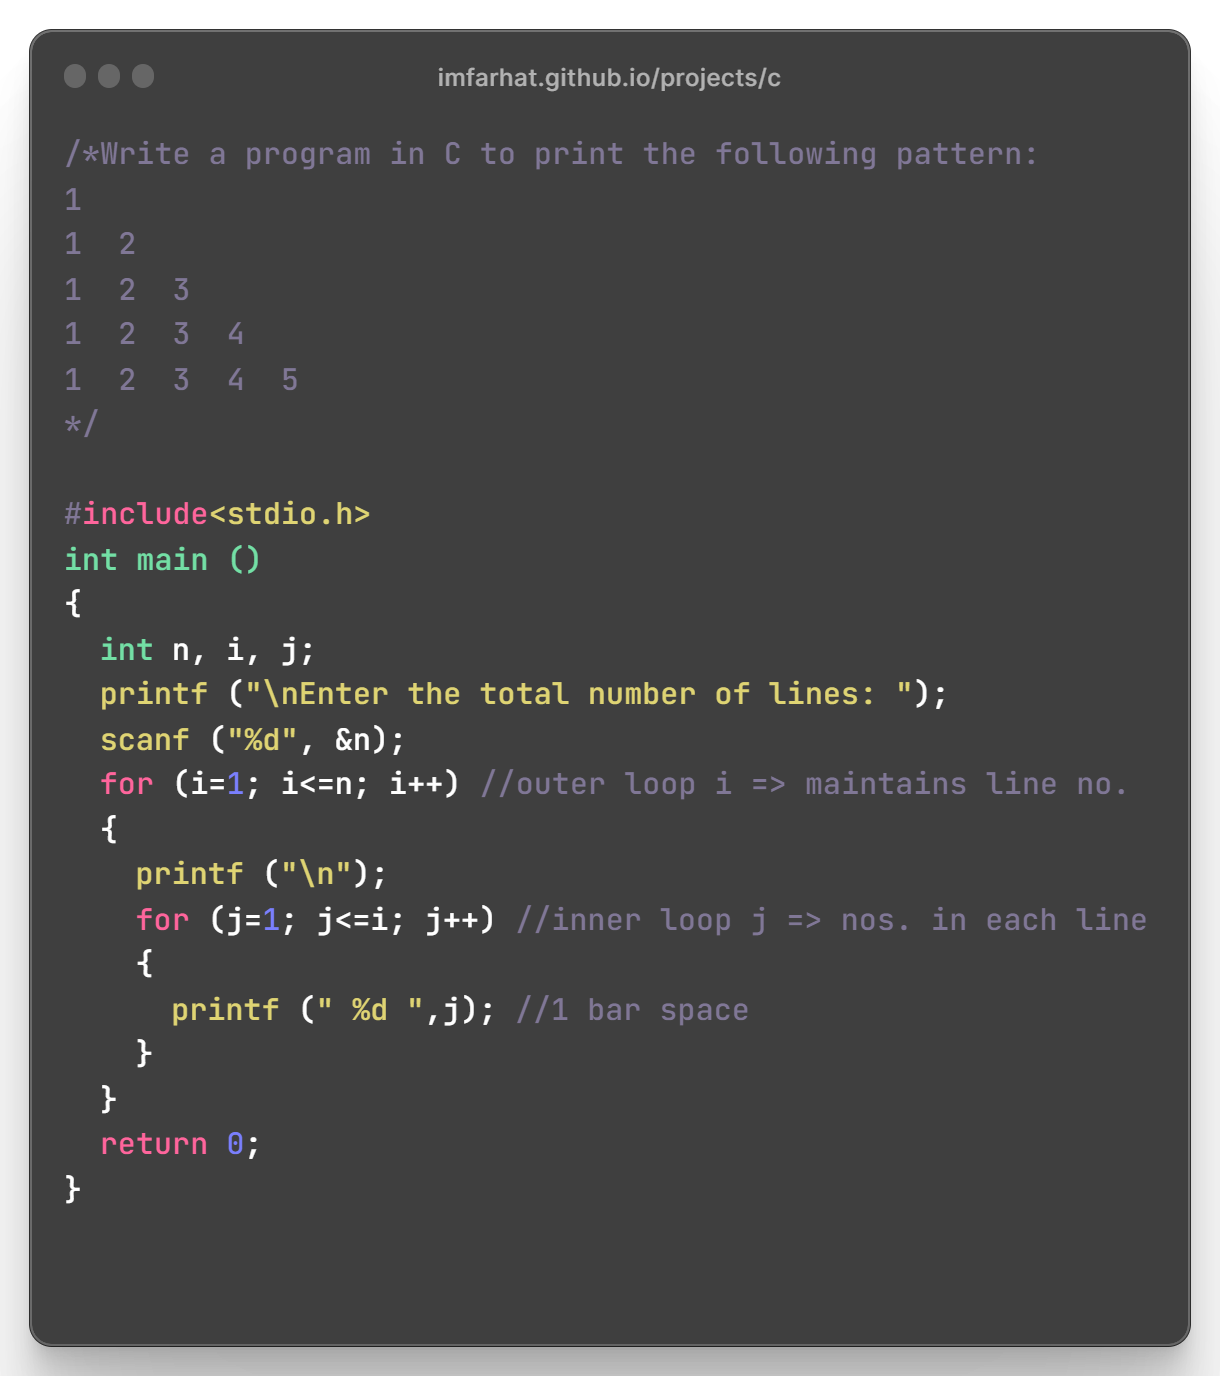 imfarhat.github.io/projects/c
/*Write a program in C to print the following pattern:
1
1  2
1  2  3
1  2  3  4
1  2  3  4  5
*/

#include<stdio.h>
int main ()
{
  int n, i, j;
  printf ("\nEnter the total number of lines: ");
  scanf ("%d", &n);
  for (i=1; i<=n; i++) //outer loop i => maintains line no.
  {
    printf ("\n");
    for (j=1; j<=i; j++) //inner loop j => nos. in each line
    {
      printf (" %d ",j); //1 bar space
    }
  }
  return 0;
}